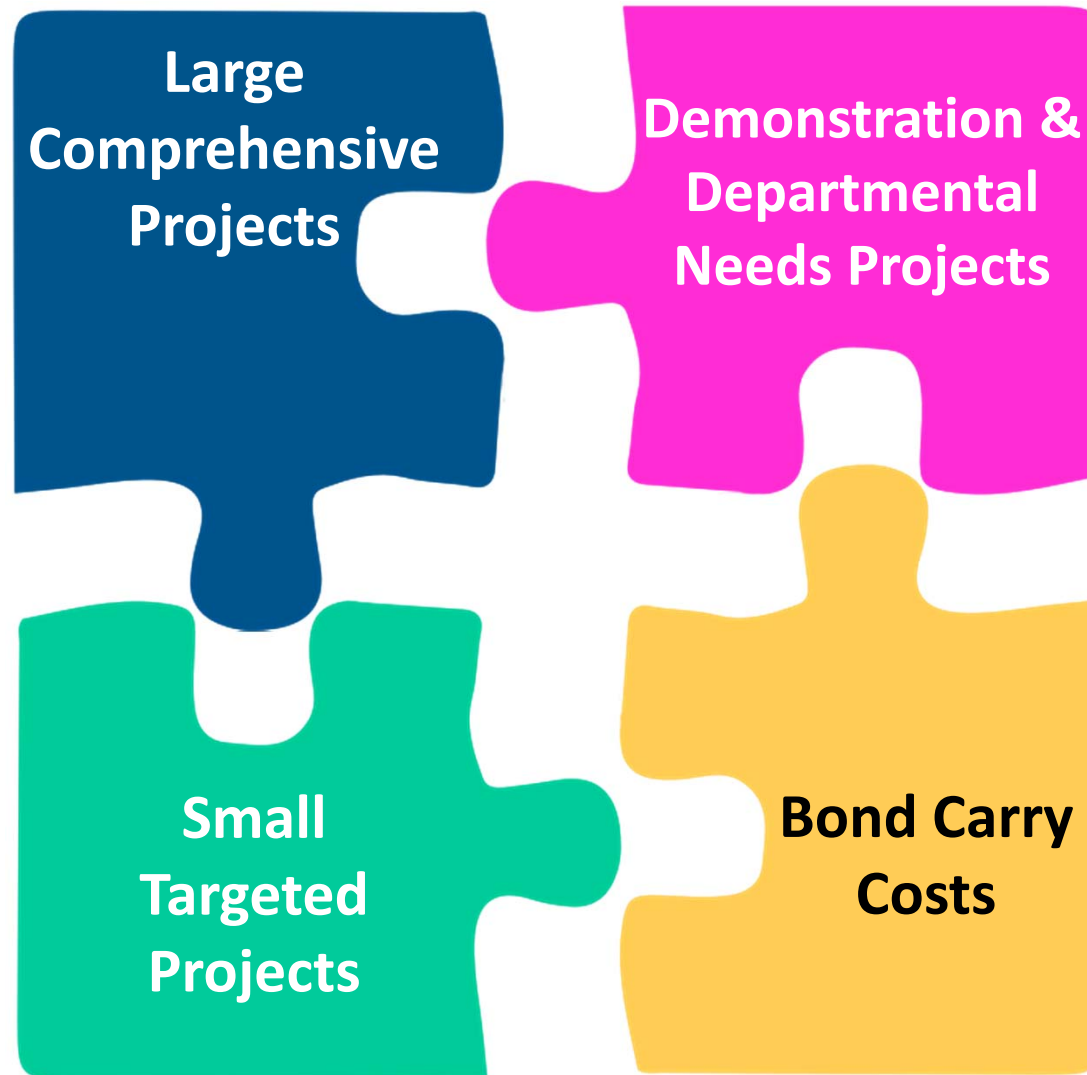 Large
Comprehensive
Projects
Demonstration &
Departmental
Needs Projects
Small
Targeted
Projects
Bond Carry
Costs